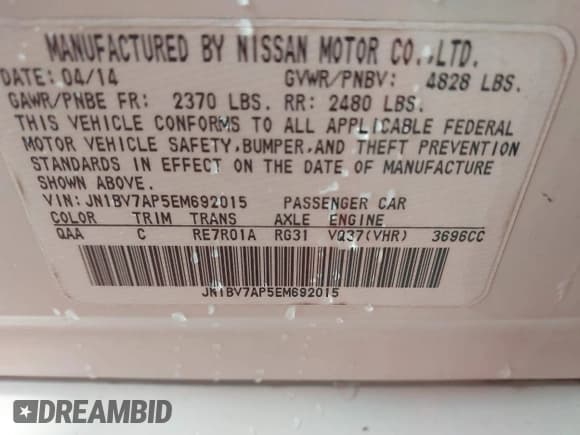 MANUFACTURED BY NISSAN MOTOR CO.,LTD.
DATE: 04/14 GVWR/PNBV: 4828 LBS.
GAWR/PNBE FR: 2370 LBS. RR: 2480 LBS.
THIS VEHICLE CONFORMS TO ALL APPLICABLE FEDERAL
MOTOR VEHICLE SAFETY,BUMPER,AND THEFT PREVENTION
STANDARDS IN EFFECT ON THE DATE OF MANUFACTURE
SHOWN ABOVE.
VIN:JN1BV7AP5EM692015 PASSENGER CAR
COLOR TRIM TRANS AXLE ENGINE
QAA C RE7R01A RG31 VQ37(VHR) 3696CC
JN1BV7AP5EM692015
DREAMBID